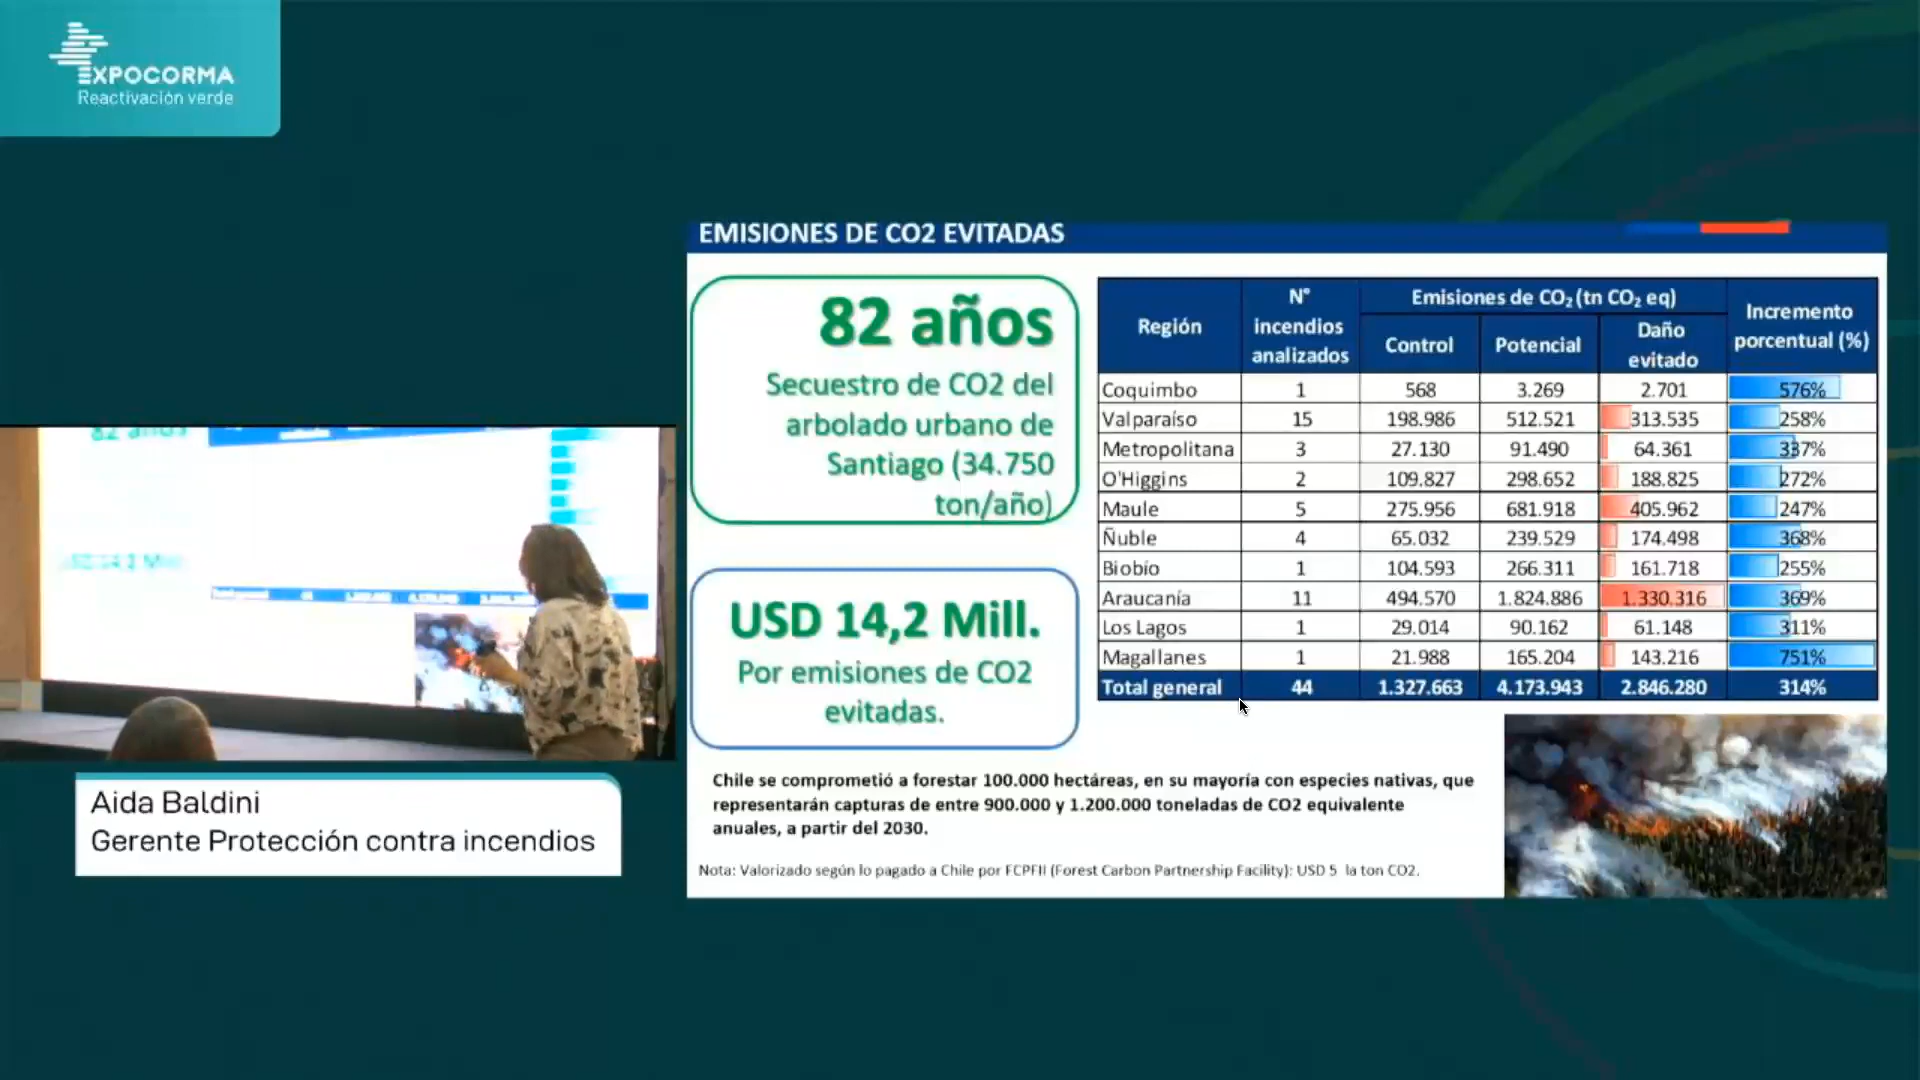 EXPOCORMA
Reactivación verde
EMISIONES DE CO2 EVITADAS
82 años
Secuestro de CO2 del
arbolado urbano de
Santiago (34.750
ton/año)
USD 14,2 Mill.
Por emisiones de CO2
evitadas.
Región N° incendios analizados Emisiones de CO₂ (tn CO₂ eq) Incremento porcentual (%)
Control Potencial Daño evitado
Coquimbo 1 568 3.269 2.701 576%
Valparaíso 15 198.986 512.521 313.535 258%
Metropolitana 3 27.130 91.490 64.361 337%
O'Higgins 2 109.827 298.652 188.825 272%
Maule 5 275.956 681.918 405.962 247%
Ñuble 4 65.032 239.529 174.498 368%
Biobío 1 104.593 266.311 161.718 255%
Araucanía 11 494.570 1.824.886 1.330.316 369%
Los Lagos 1 29.014 90.162 61.148 311%
Magallanes 1 21.988 165.204 143.216 751%
Total general 44 1.327.663 4.173.943 2.846.280 314%
Chile se comprometió a forestar 100.000 hectáreas, en su mayoría con especies nativas, que
representarán capturas de entre 900.000 y 1.200.000 toneladas de CO2 equivalente
anuales, a partir del 2030.
Nota: Valorizado según lo pagado a Chile por FCPFII (Forest Carbon Partnership Facility): USD 5 la ton CO2.
82 años
USD 14,2 Mill.
Total general 44
Aida Baldini
Gerente Protección contra incendios